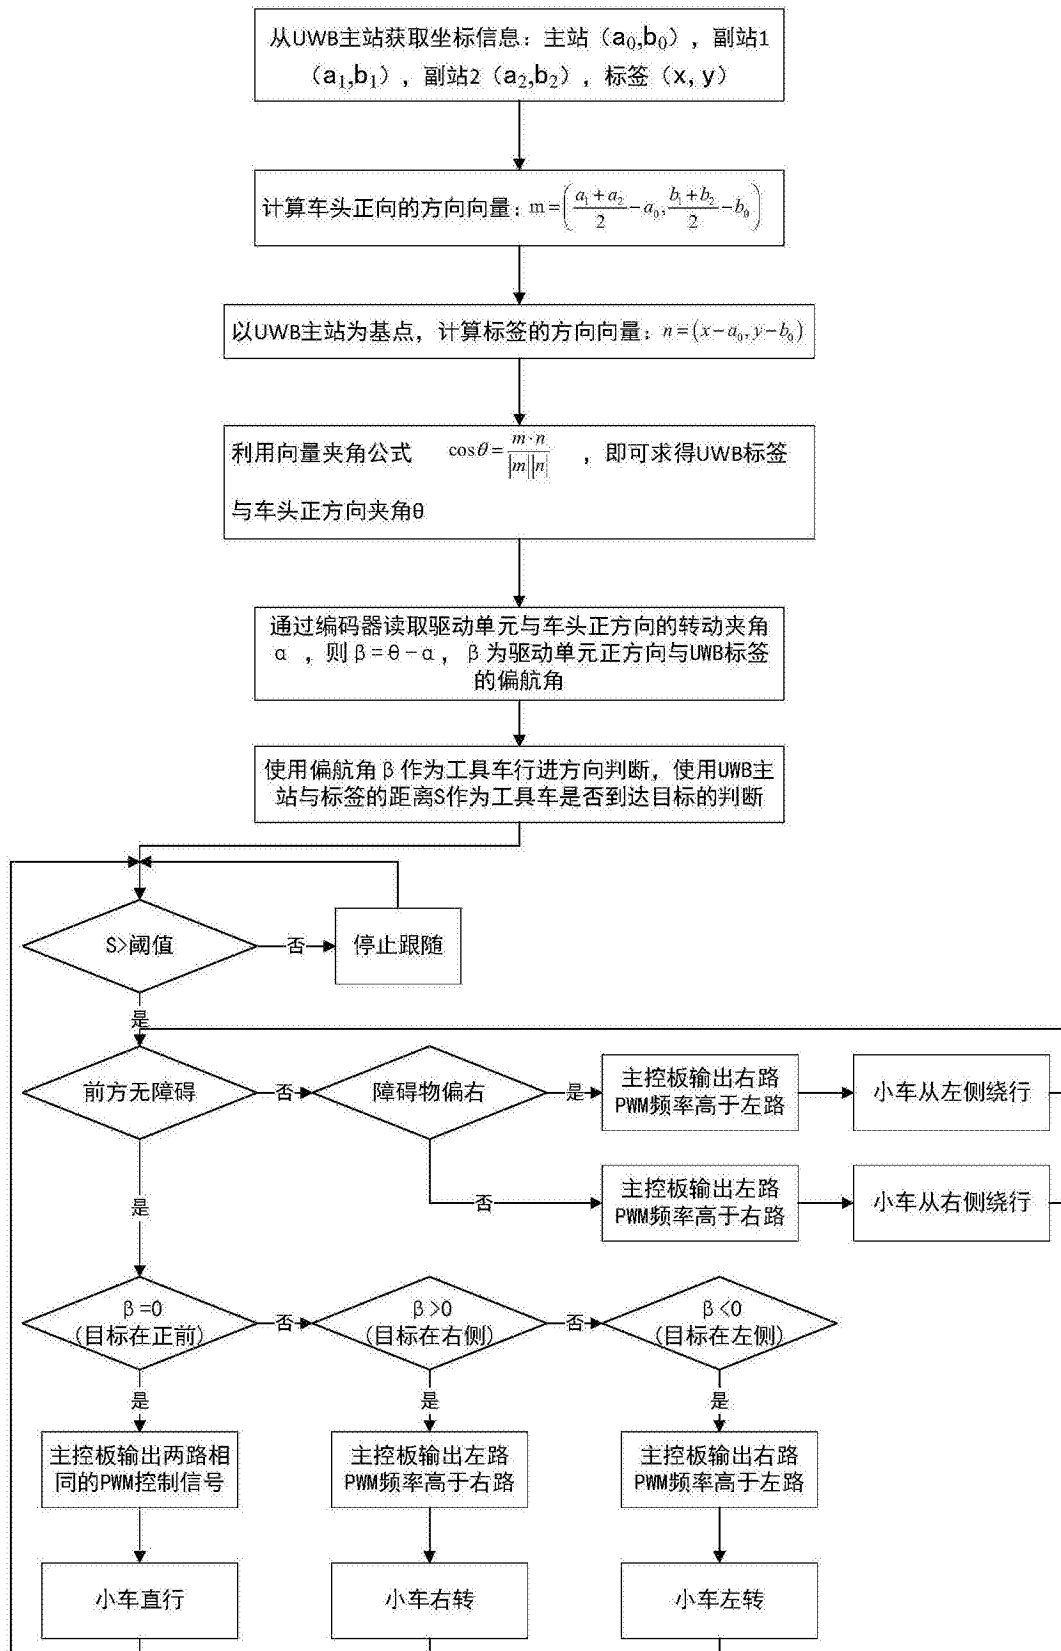 从UWB主站获取坐标信息：主站（a₀,b₀），副站1
（a₁,b₁），副站2（a₂,b₂），标签（x, y）
计算车头正向的方向向量：m=((a₁+a₂)/2−a₀,(b₁+b₂)/2−b₀)
以UWB主站为基点，计算标签的方向向量：n=(x−a₀,y−b₀)
利用向量夹角公式 cosθ=m·n/|m||n| ，即可求得UWB标签
与车头正方向夹角θ
通过编码器读取驱动单元与车头正方向的转动夹角
α，则β=θ-α，β为驱动单元正方向与UWB标签
的偏航角
使用偏航角β作为工具车行进方向判断，使用UWB主
站与标签的距离S作为工具车是否到达目标的判断
S>阈值
否
停止跟随
是
前方无障碍
否
障碍物偏右
是
主控板输出右路
PWM频率高于左路
小车从左侧绕行
是
否
主控板输出左路
PWM频率高于右路
小车从右侧绕行
β=0
(目标在正前)
否
β>0
(目标在右侧)
否
β<0
(目标在左侧)
是
是
是
主控板输出两路相
同的PWM控制信号
主控板输出左路
PWM频率高于右路
主控板输出右路
PWM频率高于左路
小车直行
小车右转
小车左转